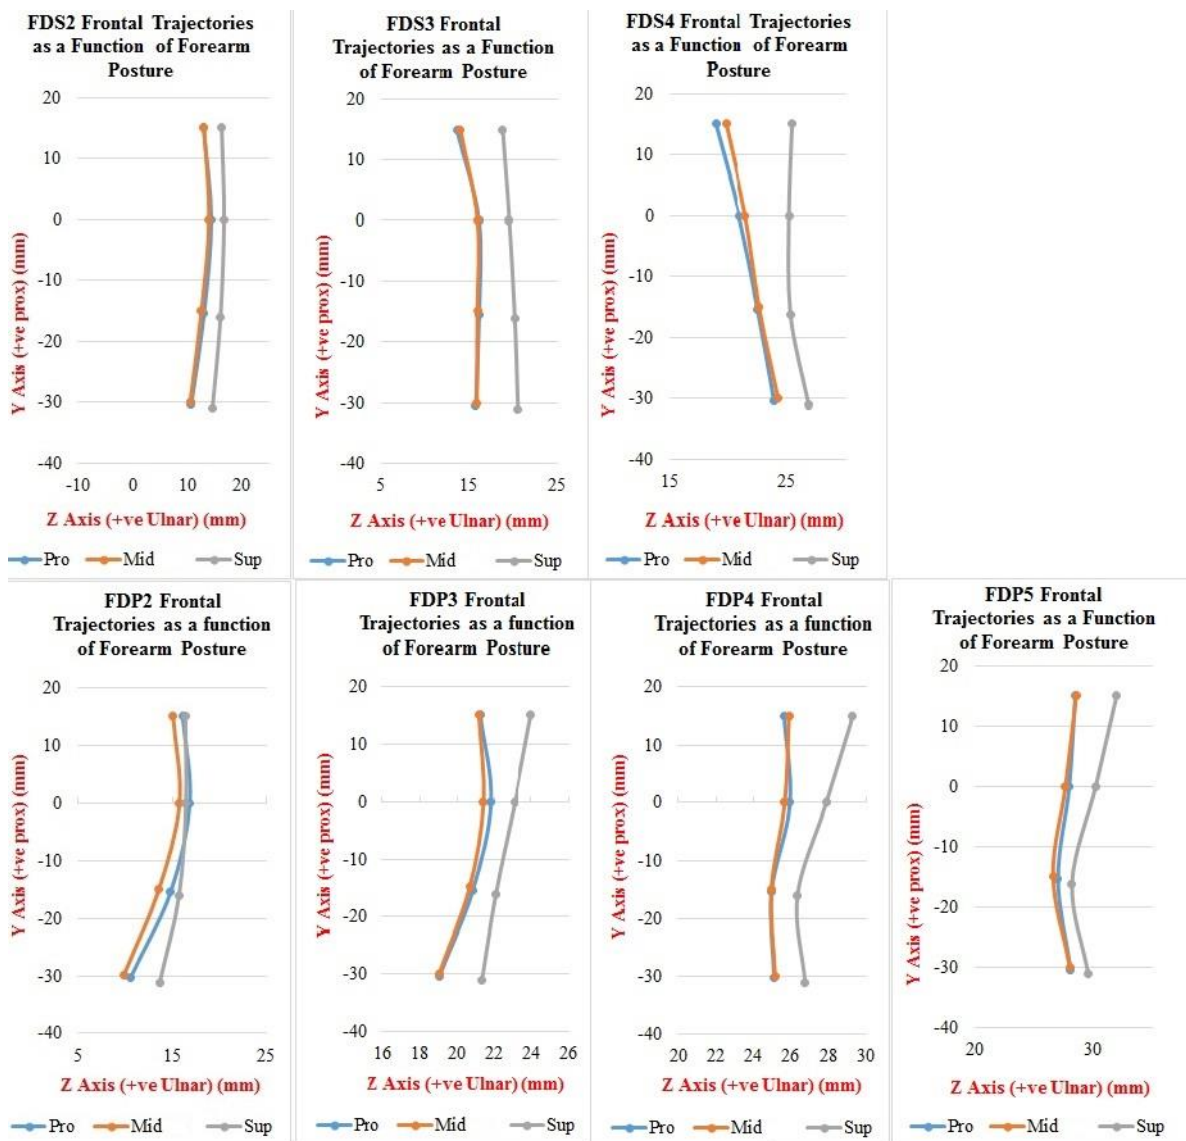 FDS2 Frontal Trajectories
as a Function of Forearm
Posture
20
10
0
-10
-20
-30
-40
Y Axis (+ve prox) (mm)
-10 0 10 20
Z Axis (+ve Ulnar) (mm)
Pro Mid Sup
FDS3 Frontal
Trajectories as a Function
of Forearm Posture
20
10
0
-10
-20
-30
-40
Y Axis (+ve prox) (mm)
5 15 25
Z Axis (+ve Ulnar) (mm)
Pro Mid Sup
FDS4 Frontal Trajectories
as a Function of Forearm
Posture
20
10
0
-10
-20
-30
-40
Y Axis (+ve prox) (mm)
15 25
Z Axis (+ve Ulnar) (mm)
Pro Mid Sup
FDP2 Frontal
Trajectories as a function
of Forearm Posture
20
10
0
-10
-20
-30
-40
Y Axis (+ve prox) (mm)
5 15 25
Z Axis (+ve Ulnar) (mm)
Pro Mid Sup
FDP3 Frontal
Trajectories as a function
of Forearm Posture
20
10
0
-10
-20
-30
-40
Y Axis (+ve prox) (mm)
16 18 20 22 24 26
Z Axis (+ve Ulnar) (mm)
Pro Mid Sup
FDP4 Frontal
Trajectories as a function
of Forearm Posture
20
10
0
-10
-20
-30
-40
Y Axis (+ve prox) (mm)
20 22 24 26 28 30
Z Axis (+ve Ulnar) (mm)
Pro Mid Sup
FDP5 Frontal
Trajectories as a Function
of Forearm Posture
20
10
0
-10
-20
-30
-40
Y Axis (+ve prox) (mm)
20 30
Z Axis (+ve Ulnar) (mm)
Pro Mid Sup